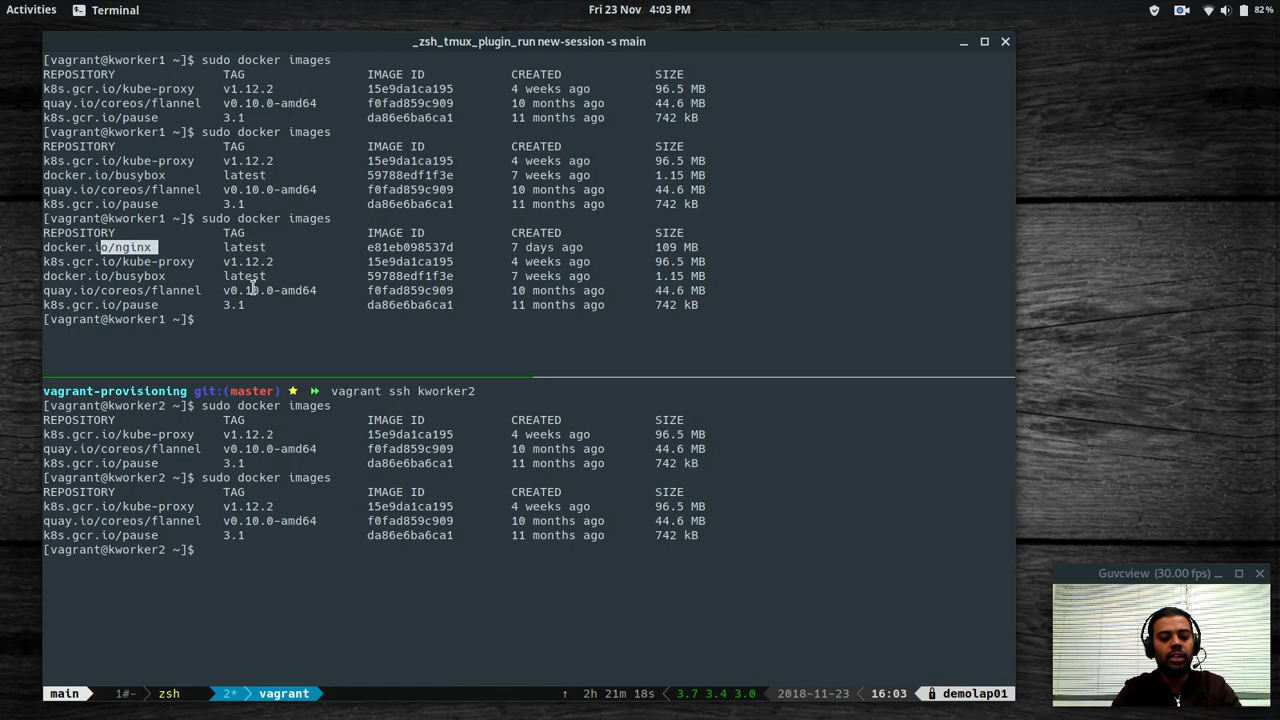 Activities Terminal Fri 23 Nov 4:03 PM 82 %
_zsh_tmux_plugin_run new-session -s main
[vagrant@kworker1 ~]$ sudo docker images
REPOSITORY TAG IMAGE ID CREATED SIZE
k8s.gcr.io/kube-proxy v1.12.2 15e9da1ca195 4 weeks ago 96.5 MB
quay.io/coreos/flannel v0.10.0-amd64 f0fad859c909 10 months ago 44.6 MB
k8s.gcr.io/pause 3.1 da86e6ba6ca1 11 months ago 742 kB
[vagrant@kworker1 ~]$ sudo docker images
REPOSITORY TAG IMAGE ID CREATED SIZE
k8s.gcr.io/kube-proxy v1.12.2 15e9da1ca195 4 weeks ago 96.5 MB
docker.io/busybox latest 59788edf1f3e 7 weeks ago 1.15 MB
quay.io/coreos/flannel v0.10.0-amd64 f0fad859c909 10 months ago 44.6 MB
k8s.gcr.io/pause 3.1 da86e6ba6ca1 11 months ago 742 kB
[vagrant@kworker1 ~]$ sudo docker images
REPOSITORY TAG IMAGE ID CREATED SIZE
docker.io/nginx latest e81eb098537d 7 days ago 109 MB
k8s.gcr.io/kube-proxy v1.12.2 15e9da1ca195 4 weeks ago 96.5 MB
docker.io/busybox latest 59788edf1f3e 7 weeks ago 1.15 MB
quay.io/coreos/flannel v0.10.0-amd64 f0fad859c909 10 months ago 44.6 MB
k8s.gcr.io/pause 3.1 da86e6ba6ca1 11 months ago 742 kB
[vagrant@kworker1 ~]$
vagrant-provisioning git:(master) ★ ▶▶ vagrant ssh kworker2
[vagrant@kworker2 ~]$ sudo docker images
REPOSITORY TAG IMAGE ID CREATED SIZE
k8s.gcr.io/kube-proxy v1.12.2 15e9da1ca195 4 weeks ago 96.5 MB
quay.io/coreos/flannel v0.10.0-amd64 f0fad859c909 10 months ago 44.6 MB
k8s.gcr.io/pause 3.1 da86e6ba6ca1 11 months ago 742 kB
[vagrant@kworker2 ~]$ sudo docker images
REPOSITORY TAG IMAGE ID CREATED SIZE
k8s.gcr.io/kube-proxy v1.12.2 15e9da1ca195 4 weeks ago 96.5 MB
quay.io/coreos/flannel v0.10.0-amd64 f0fad859c909 10 months ago 44.6 MB
k8s.gcr.io/pause 3.1 da86e6ba6ca1 11 months ago 742 kB
[vagrant@kworker2 ~]$
Guvcview (30.00 fps)
main 1#- zsh 2* vagrant ↑ 2h 21m 18s 3.7 3.4 3.0 2018-11-23 16:03 demolap01